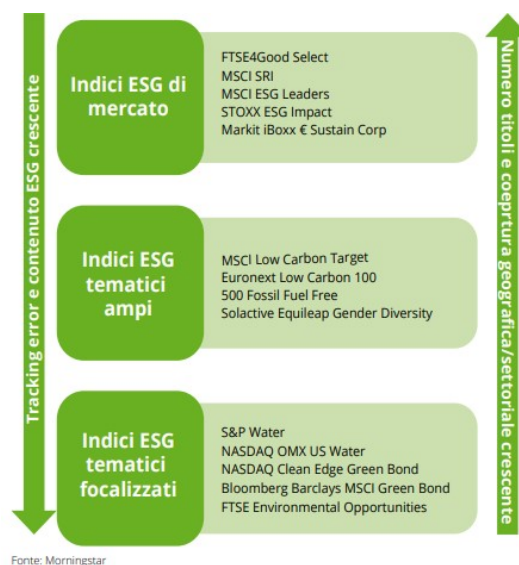 Tracking error e contenuto ESG crescente
Indici ESG di
mercato
FTSE4Good Select
MSCI SRI
MSCI ESG Leaders
STOXX ESG Impact
Markit iBoxx € Sustain Corp
Indici ESG
tematici
ampi
MSCI Low Carbon Target
Euronext Low Carbon 100
500 Fossil Fuel Free
Solactive Equileap Gender Diversity
Indici ESG
tematici
focalizzati
S&P Water
NASDAQ OMX US Water
NASDAQ Clean Edge Green Bond
Bloomberg Barclays MSCI Green Bond
FTSE Environmental Opportunities
Numero titoli e coeprtura geografica/settoriale crescente
Fonte: Morningstar